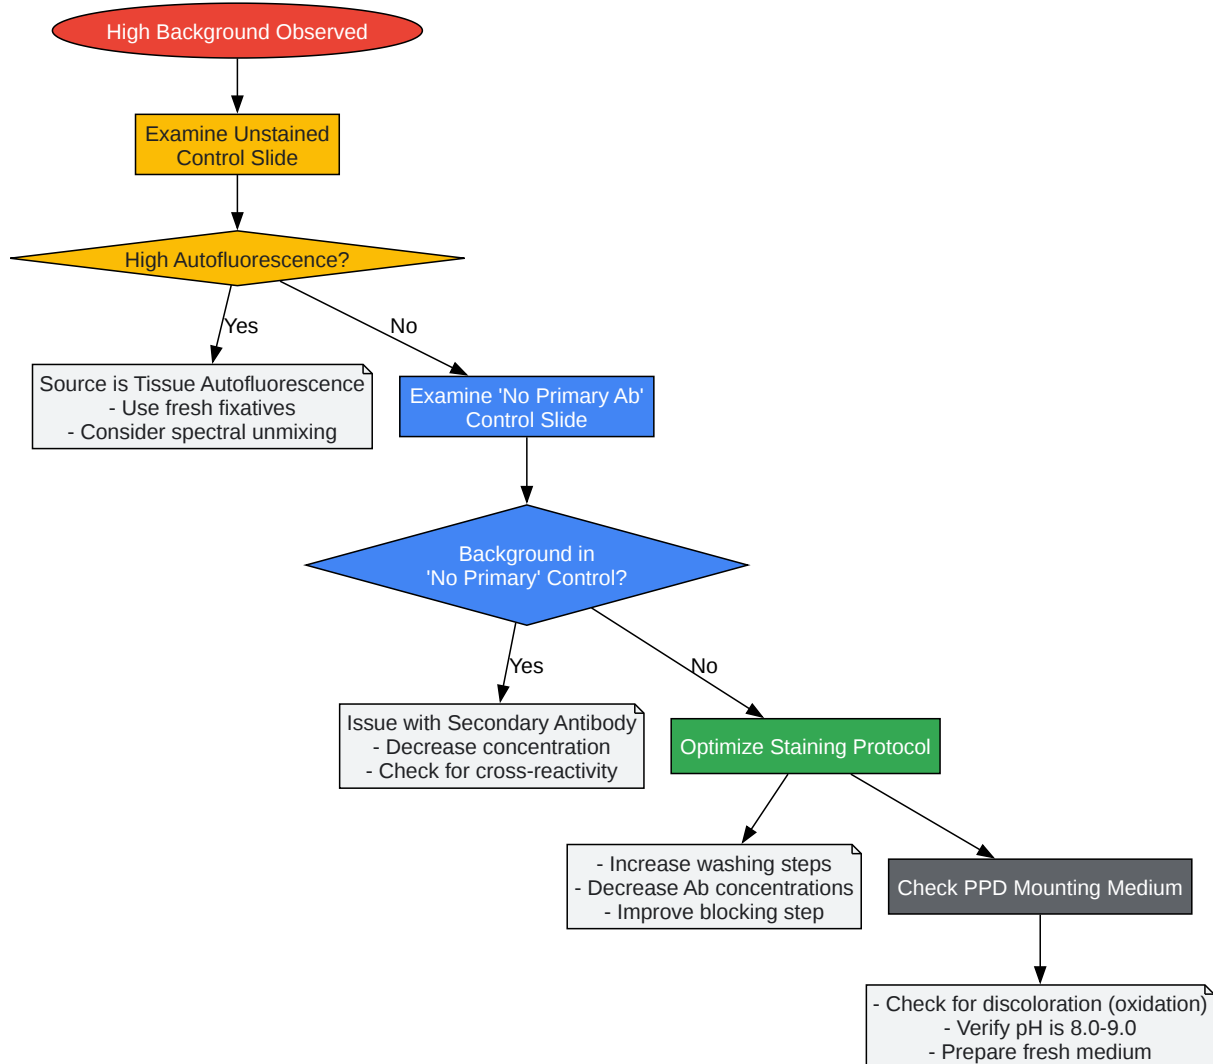 High Background Observed
Examine Unstained
Control Slide
High Autofluorescence?
Yes
No
Source is Tissue Autofluorescence
- Use fresh fixatives
- Consider spectral unmixing
Examine 'No Primary Ab'
Control Slide
Background in
'No Primary' Control?
Yes
No
Issue with Secondary Antibody
- Decrease concentration
- Check for cross-reactivity
Optimize Staining Protocol
- Increase washing steps
- Decrease Ab concentrations
- Improve blocking step
Check PPD Mounting Medium
- Check for discoloration (oxidation)
- Verify pH is 8.0-9.0
- Prepare fresh medium